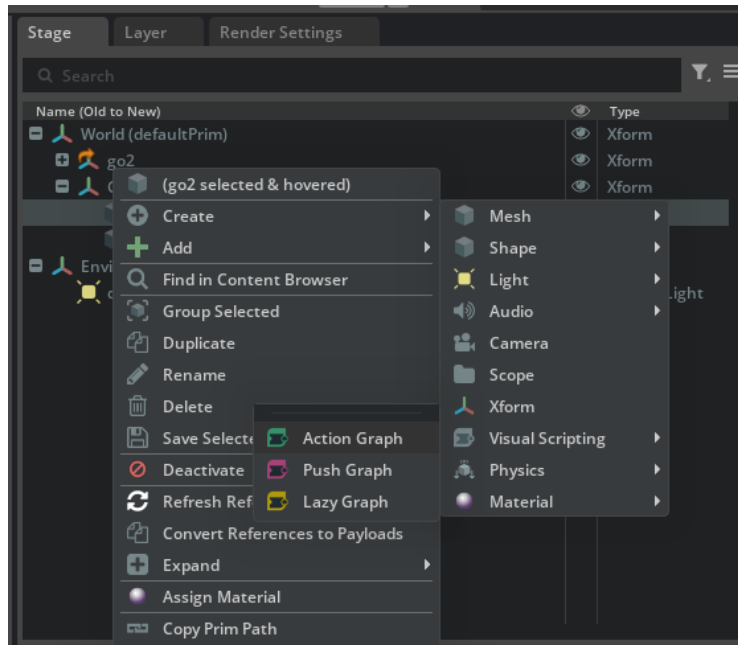 Stage Layer Render Settings
Search
Name (Old to New) Type
World (defaultPrim) Xform
go2 Xform
Xform
(go2 selected & hovered)
Create
Add
Find in Content Browser
Group Selected
Duplicate
Rename
Delete
Save Selecte
Deactivate
Refresh Ref
Convert References to Payloads
Expand
Assign Material
Copy Prim Path
Mesh
Shape
Light
Audio
Camera
Scope
Xform
Visual Scripting
Physics
Material
Action Graph
Push Graph
Lazy Graph
Envi
Light